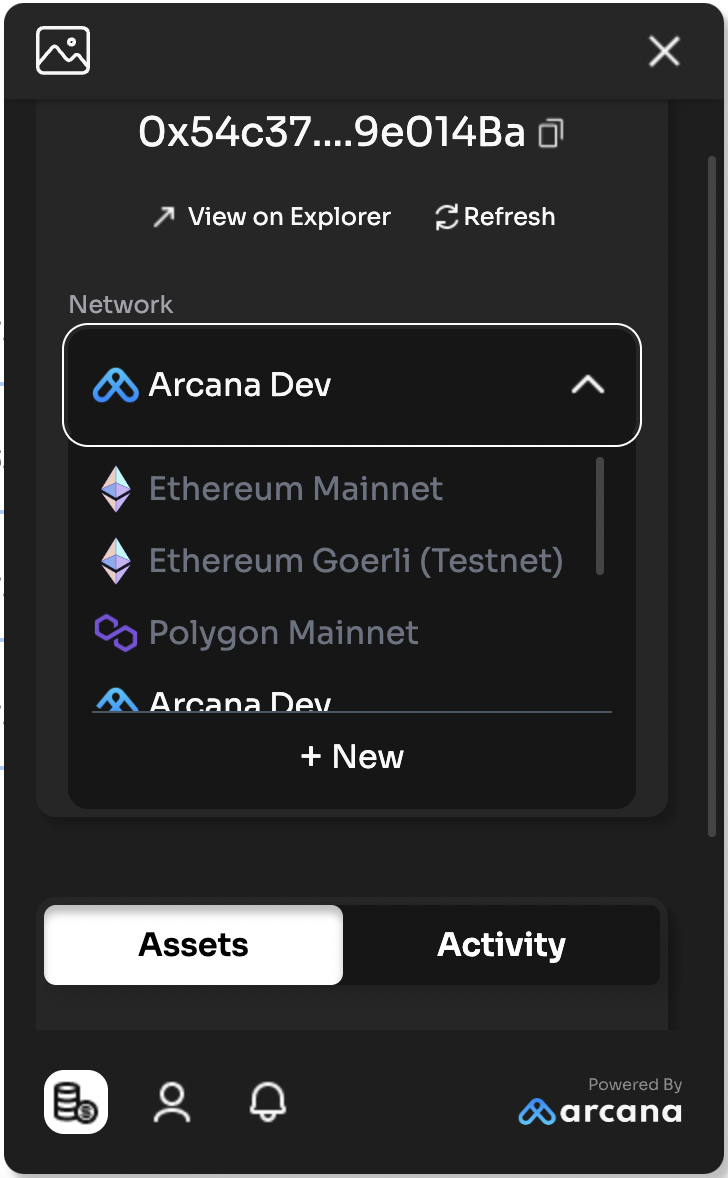 0x54c37....9e014Ba
View on Explorer Refresh
Network
Arcana Dev
Ethereum Mainnet
Ethereum Goerli (Testnet)
Polygon Mainnet
Arcana Dev
+ New
Assets Activity
Powered By
arcana